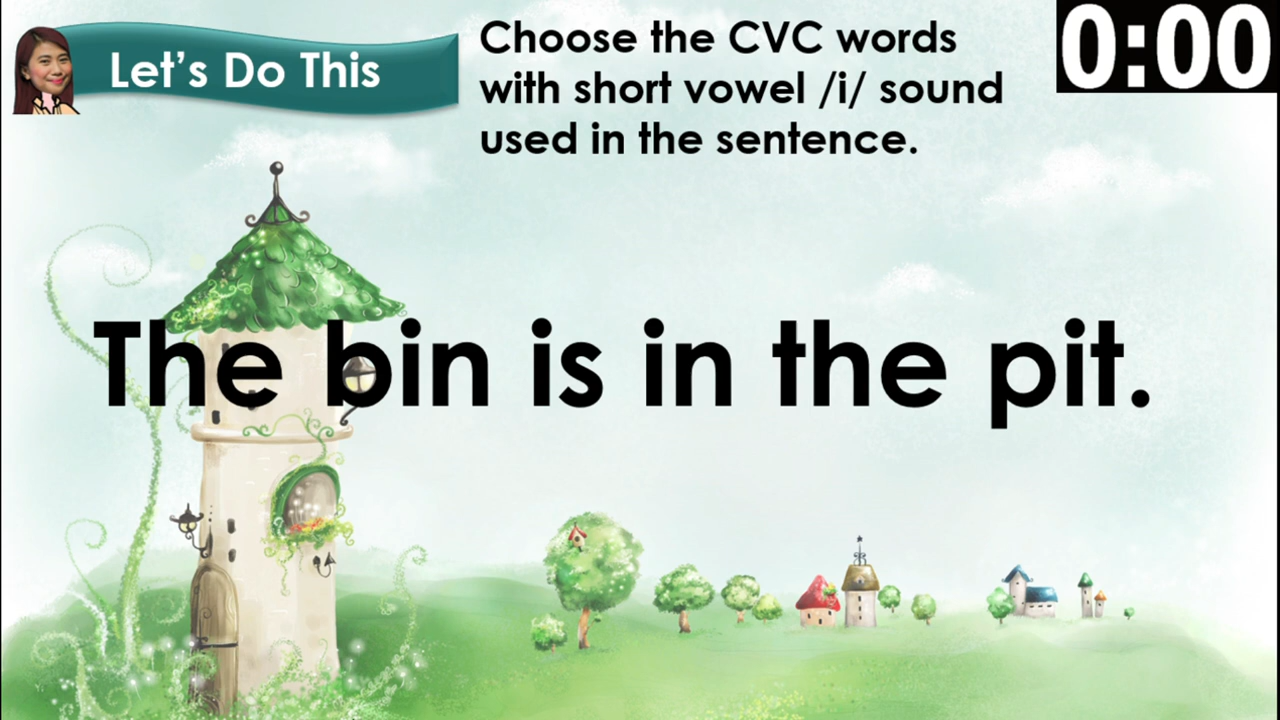 Let's Do This
Choose the CVC words
with short vowel /i/ sound
used in the sentence.
0:00
The bin is in the pit.